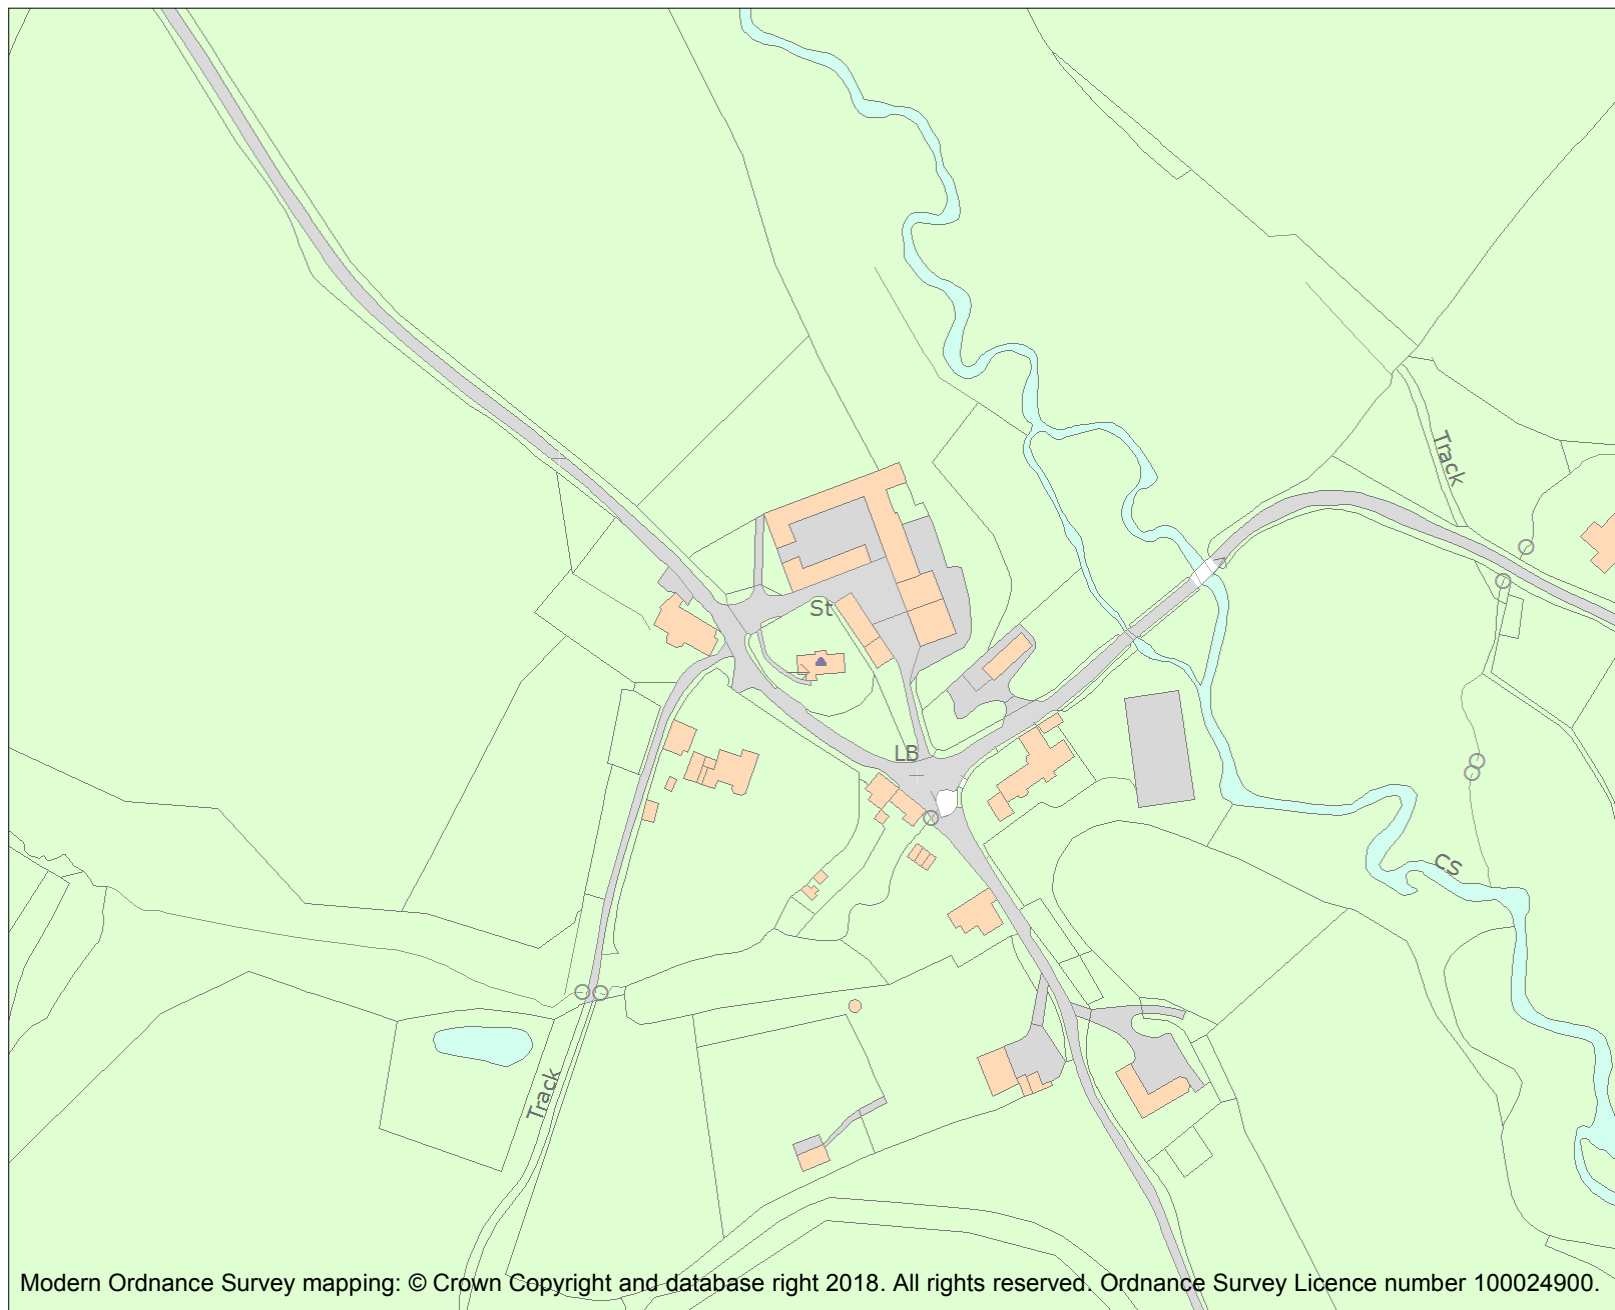 Track
St
LB
CS
Track
Modern Ordnance Survey mapping: © Crown Copyright and database right 2018. All rights reserved. Ordnance Survey Licence number 100024900.